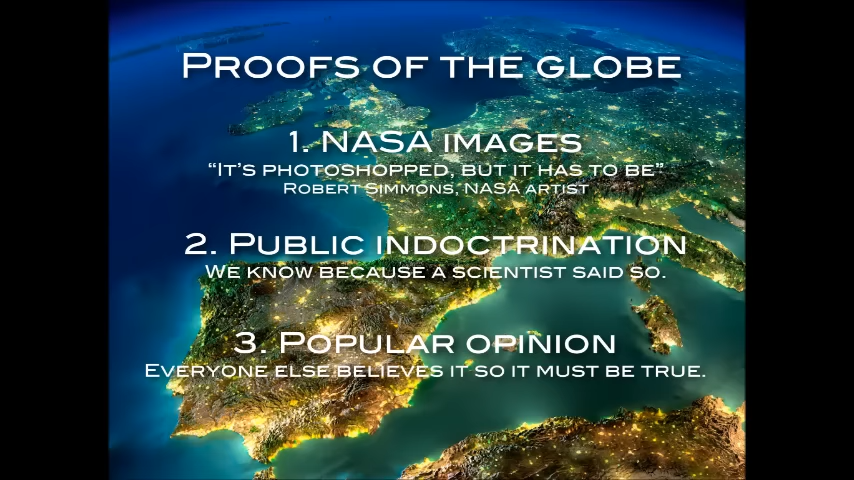 PROOFS OF THE GLOBE
1. NASA IMAGES
“IT'S PHOTOSHOPPED, BUT IT HAS TO BE”
ROBERT SIMMONS, NASA ARTIST
2. PUBLIC INDOCTRINATION
WE KNOW BECAUSE A SCIENTIST SAID SO.
3. POPULAR OPINION
EVERYONE ELSE BELIEVES IT SO IT MUST BE TRUE.